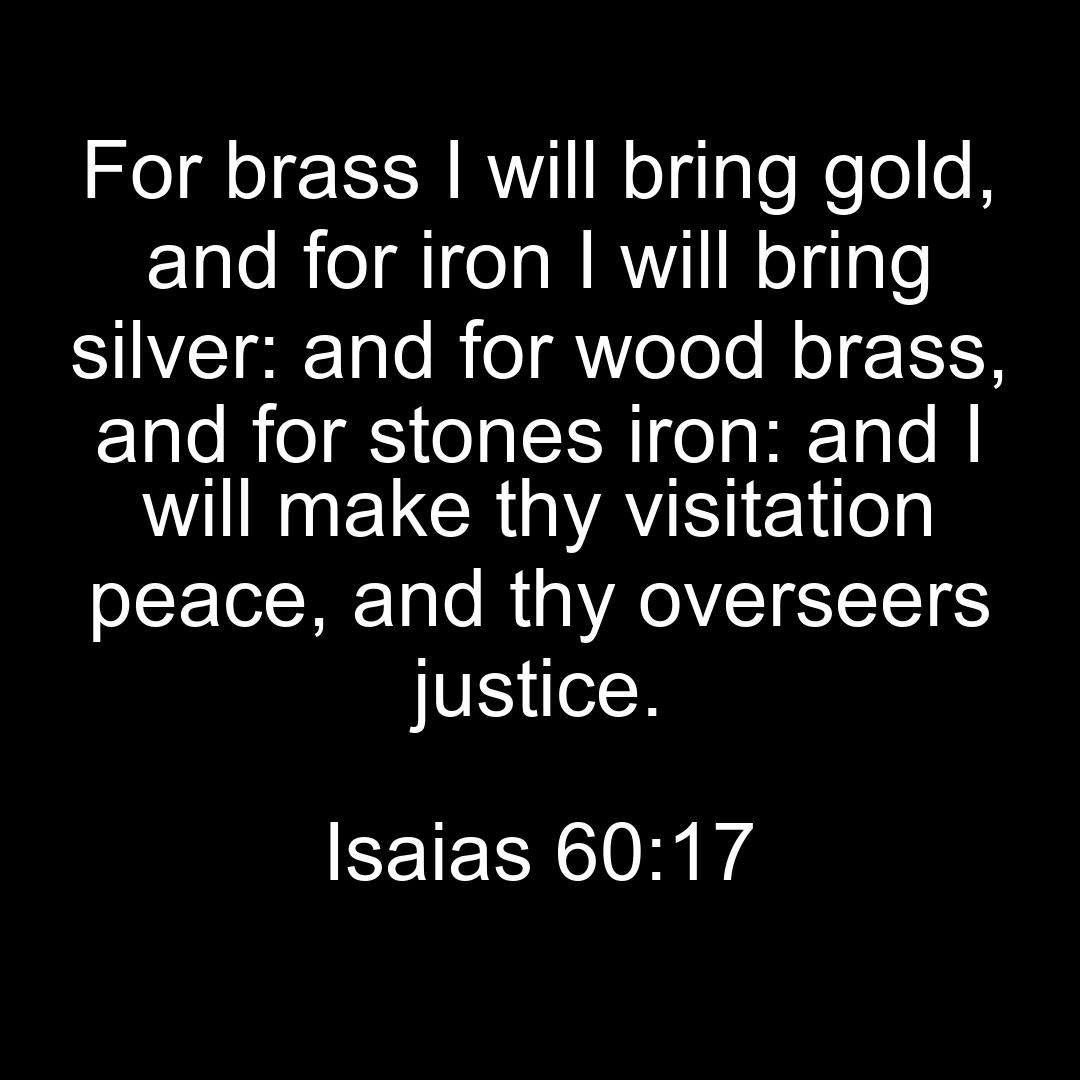 For brass I will bring gold,
and for iron I will bring
silver: and for wood brass,
and for stones iron: and I
will make thy visitation
peace, and thy overseers
justice.
Isaias 60:17